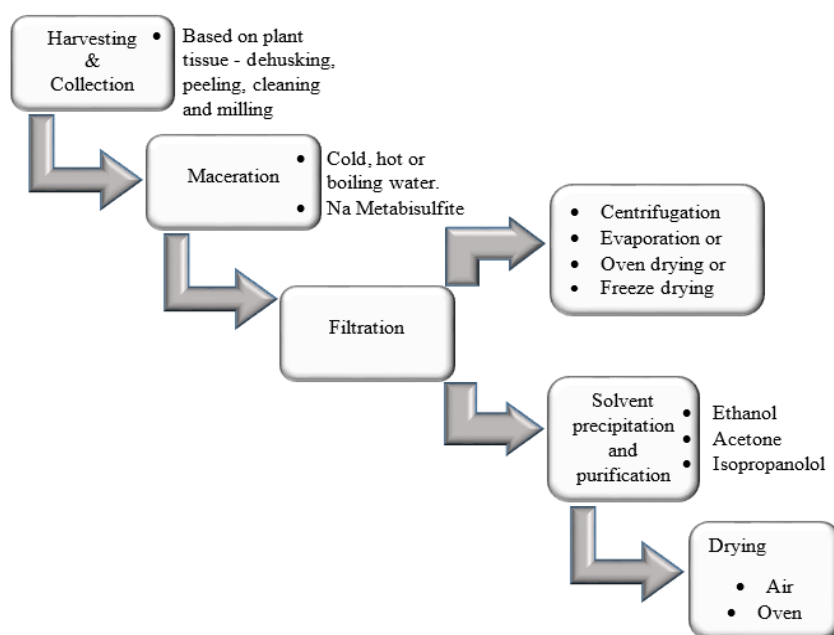 Harvesting
&
Collection
• Based on plant
tissue - dehusking,
peeling, cleaning
and milling
Maceration
• Cold, hot or
boiling water.
• Na Metabisulfite
Filtration
• Centrifugation
• Evaporation or
• Oven drying or
• Freeze drying
Solvent
precipitation
and
purification
• Ethanol
• Acetone
• Isopropanolol
Drying
• Air
• Oven